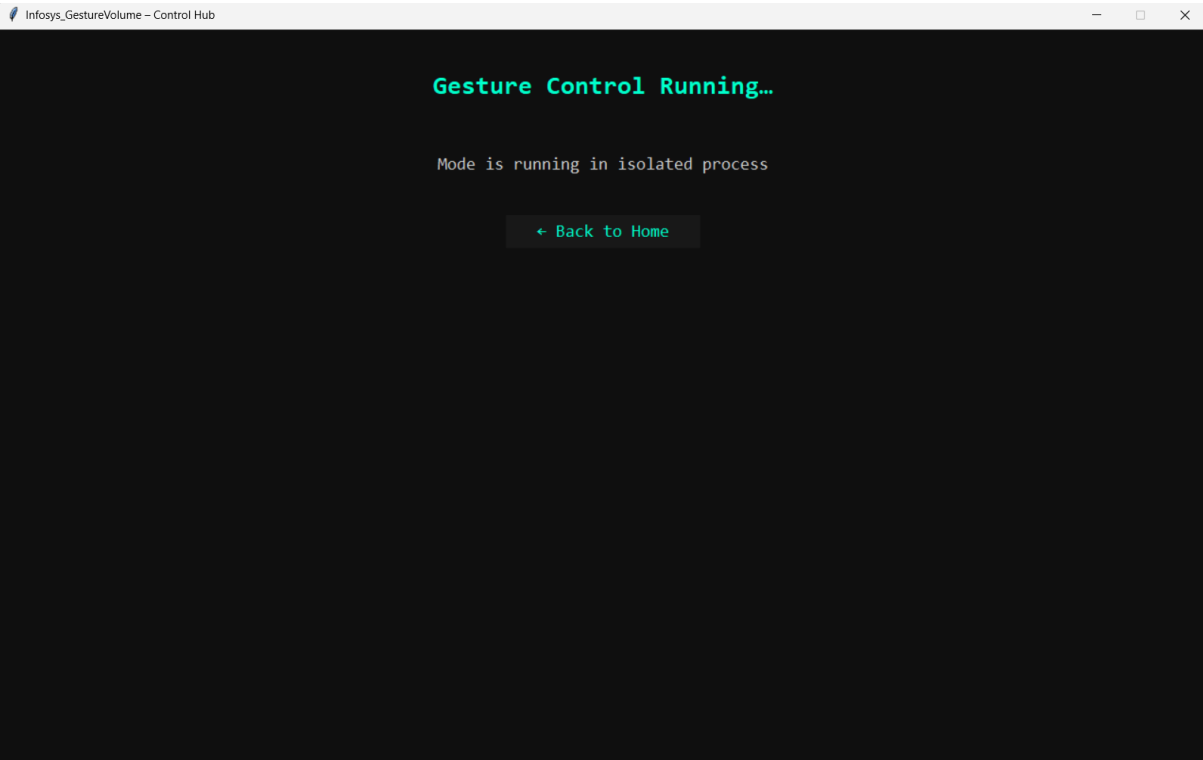 Infosys_GestureVolume – Control Hub
Gesture Control Running…
Mode is running in isolated process
← Back to Home